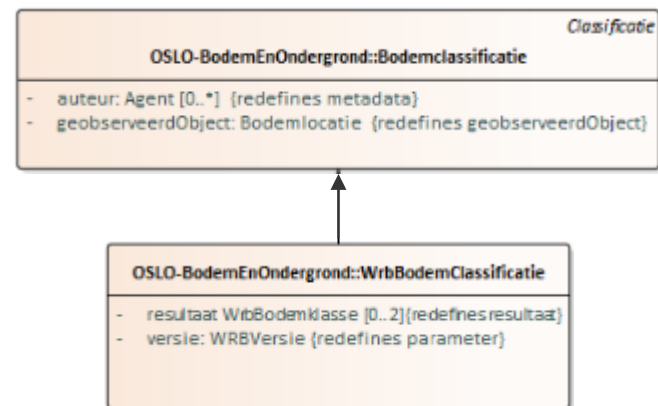 Classificatie
OSLO-BodemEnOndergrond::Bodemclassificatie
- auteur: Agent [0..*] {redefines metadata}
- geobserveerdObject: Bodemlocatie {redefines geobserveerdObject}
OSLO-BodemEnOndergrond::WrbBodemClassificatie
- resultaat WrbBodemklasse [0..2]{redefines resultaat}
- versie: WRBVersie {redefines parameter}